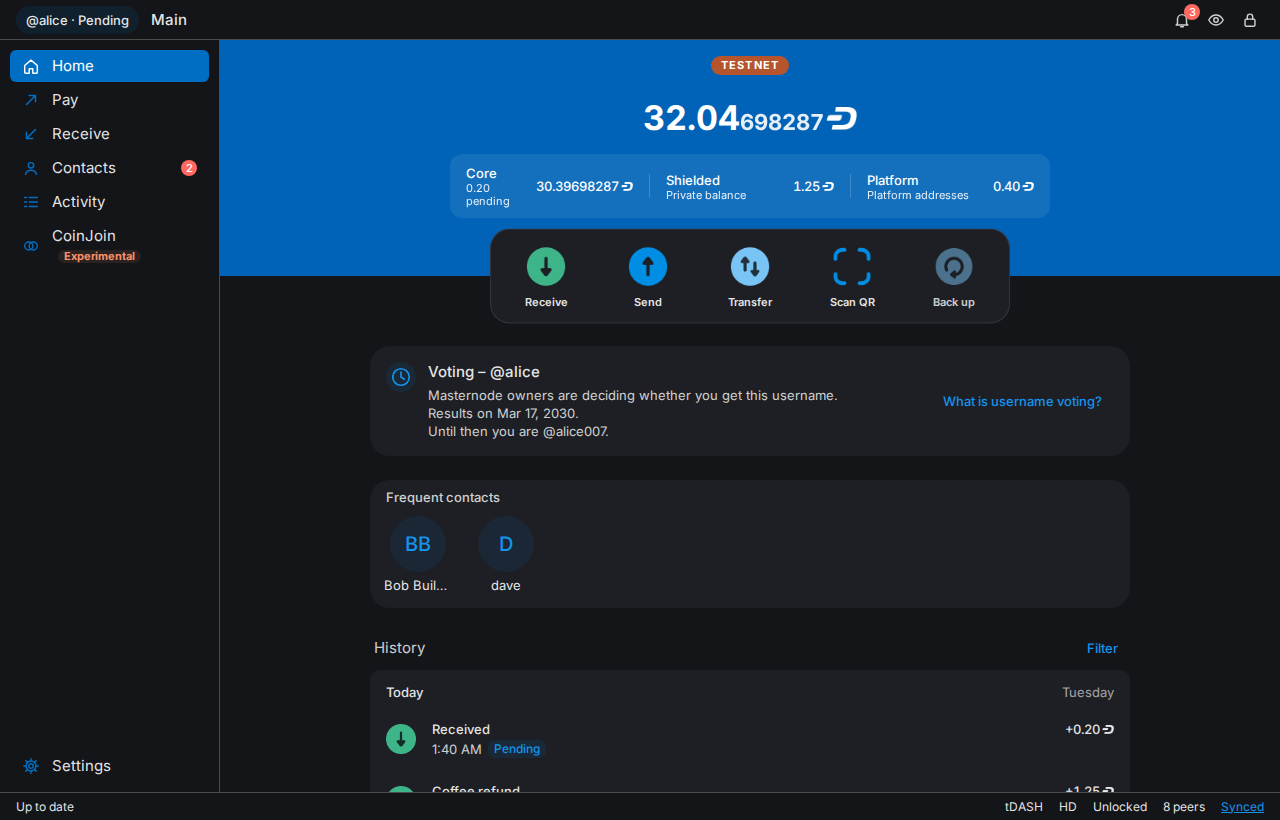 @alice · Pending
Main
3
Home
Pay
Receive
Contacts
2
Activity
CoinJoin
Experimental
Settings
TESTNET
32.04698287
Core
0.20
pending
30.39698287
Shielded
Private balance
1.25
Platform
Platform addresses
0.40
Receive
Send
Transfer
Scan QR
Back up
Voting – @alice
Masternode owners are deciding whether you get this username.
Results on Mar 17, 2030.
Until then you are @alice007.
What is username voting?
Frequent contacts
BB
D
Bob Buil...
dave
History
Filter
Today
Tuesday
Received
+0.20
1:40 AM
Pending
Coffee refund
+1.25
Up to date
tDASH
HD
Unlocked
8 peers
Synced